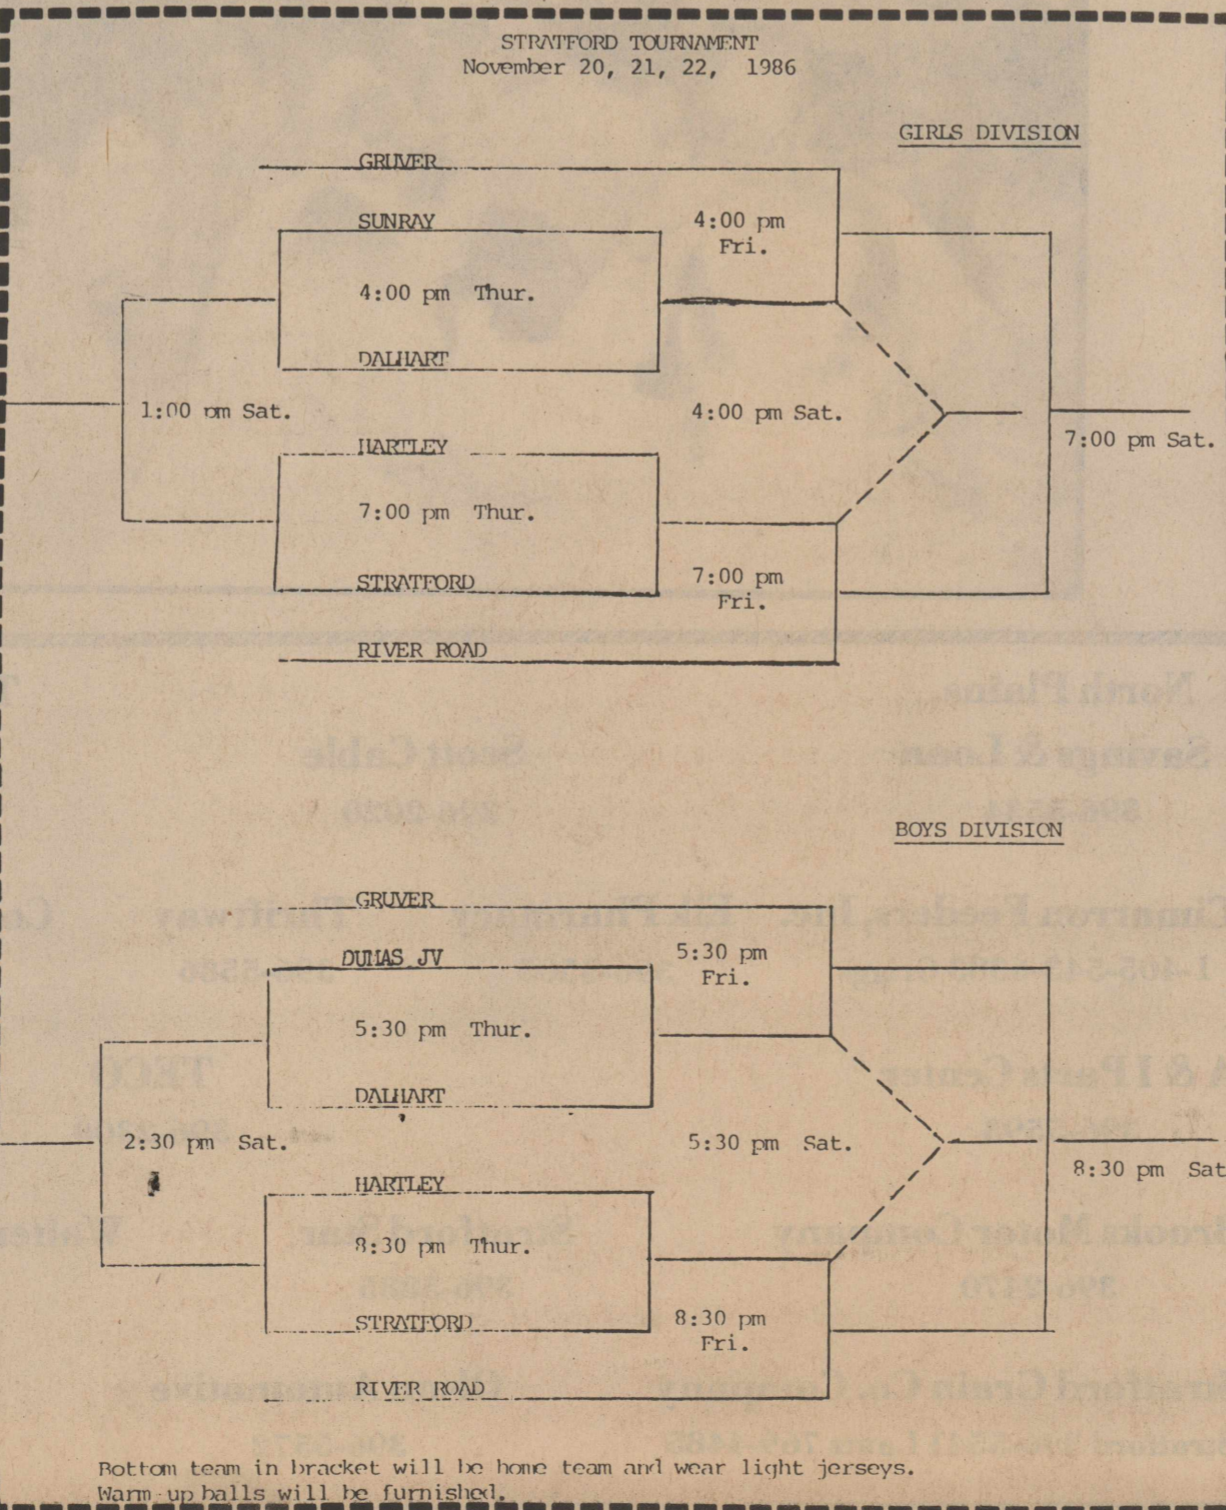 STRATFORD TOURNAMENT
November 20, 21, 22, 1986
GIRLS DIVISION
GRUVER
SUNRAY
4:00 pm
Fri.
4:00 pm Thur.
DALHART
1:00 pm Sat.
4:00 pm Sat.
7:00 pm Sat.
HARTLEY
7:00 pm Thur.
STRATFORD
7:00 pm
Fri.
RIVER ROAD
BOYS DIVISION
GRUVER
DUMAS JV
5:30 pm
Fri.
5:30 pm Thur.
DALHART
2:30 pm Sat.
5:30 pm Sat.
8:30 pm Sat
HARTLEY
8:30 pm Thur.
STRATFORD
8:30 pm
Fri.
RIVER ROAD
Bottom team in bracket will be home team and wear light jerseys.
Warm-up balls will be furnished.